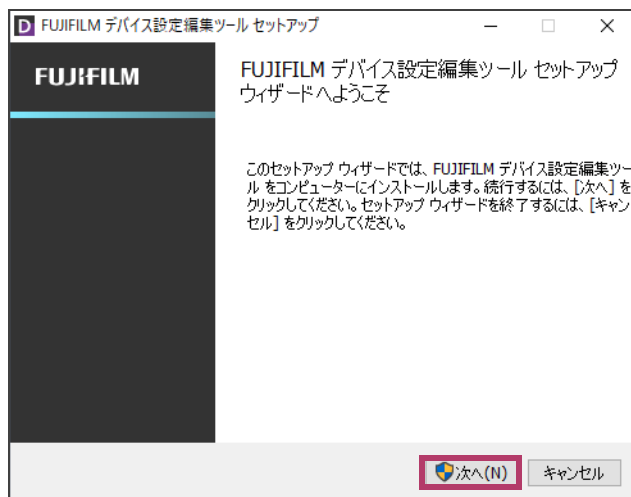 FUJIFILM デバイス設定編集ツール セットアップ
FUJIFILM
FUJIFILM デバイス設定編集ツール セットアップ
ウィザードへようこそ
このセットアップ ウィザードでは、FUJIFILM デバイス設定編集ツー
ル をコンピューターにインストールします。続行するには、[次へ] を
クリックしてください。セットアップ ウィザードを終了するには、[キャン
セル] をクリックしてください。
次へ(N)
キャンセル